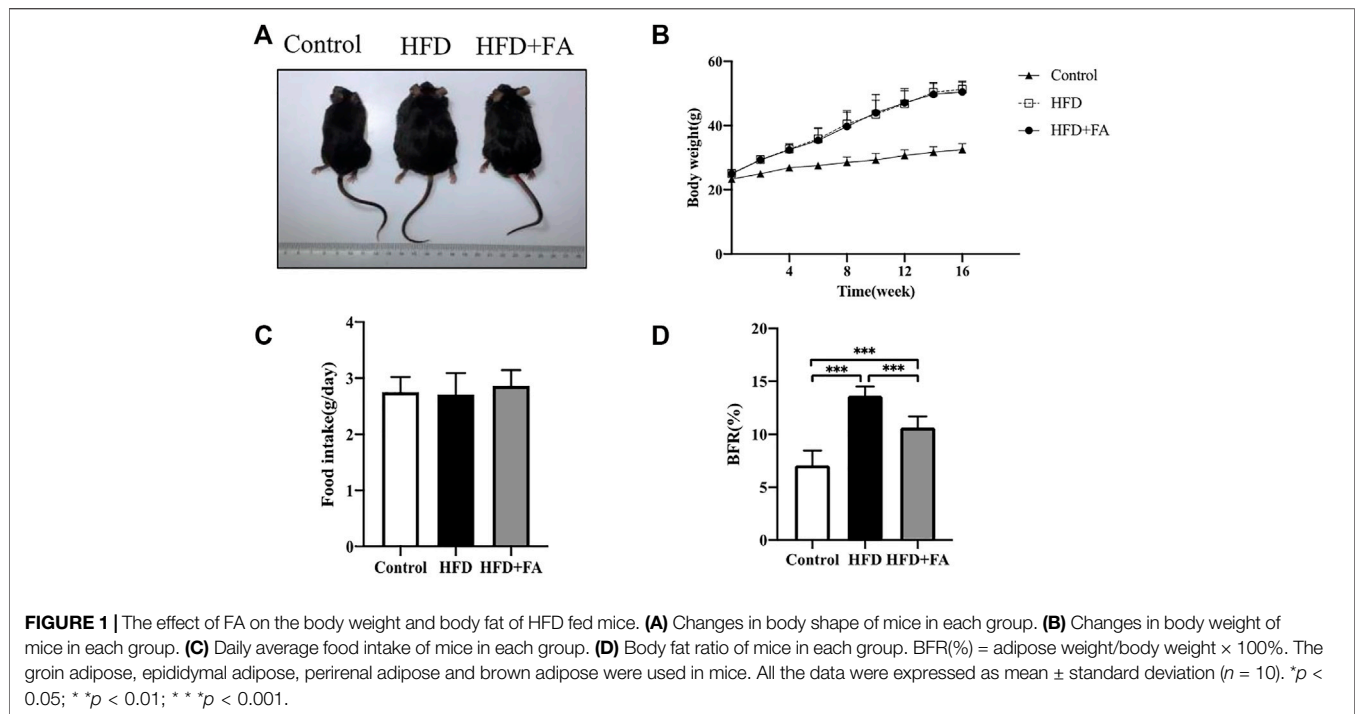 A
Control HFD HFD+FA
B
60
40
20
0
4 8 12 16
Body weight(g)
Time(week)
Control
HFD
HFD+FA
C
4
3
2
1
0
Food intake(g/day)
Control HFD HFD+FA
D
20
15
10
5
0
BFR(%)
***
*** ***
Control HFD HFD+FA
FIGURE 1 | The effect of FA on the body weight and body fat of HFD fed mice. (A) Changes in body shape of mice in each group. (B) Changes in body weight of
mice in each group. (C) Daily average food intake of mice in each group. (D) Body fat ratio of mice in each group. BFR(%) = adipose weight/body weight × 100%. The
groin adipose, epididymal adipose, perirenal adipose and brown adipose were used in mice. All the data were expressed as mean ± standard deviation (n = 10). *p <
0.05; * *p < 0.01; * * *p < 0.001.